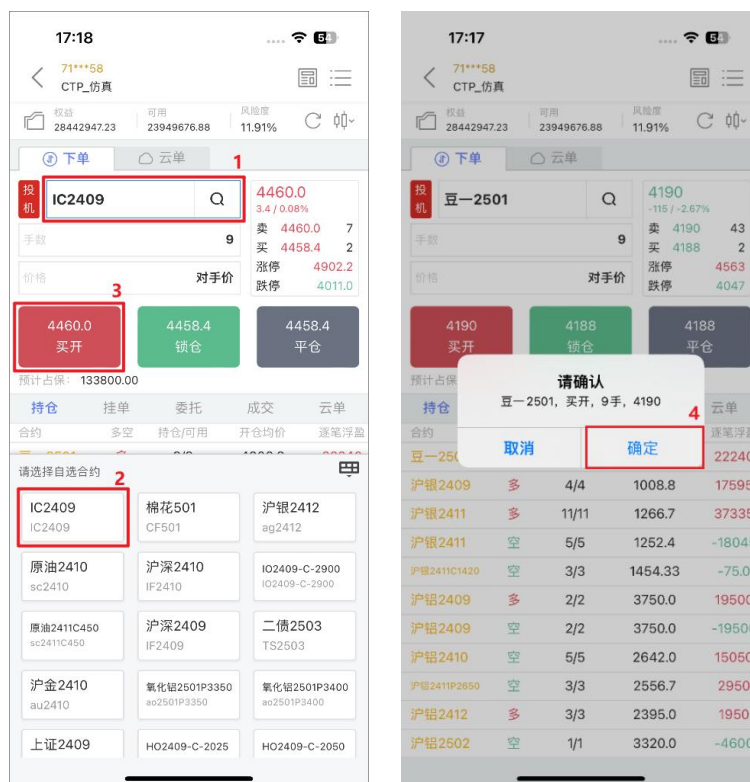 17:18
54
71***58
CTP_仿真
权益
28442947.23
可用
23949676.88
风险度
11.91%
下单
云单
1
投机
IC2409
4460.0
3.4 / 0.08%
手数
9
卖 4460.0 7
买 4458.4 2
价格
对手价
涨停 4902.2
跌停 4011.0
3
4460.0
买开
4458.4
锁仓
4458.4
平仓
预计占保: 133800.00
持仓 挂单 委托 成交 云单
合约 多空 持仓/可用 开仓均价 逐笔浮盈
请选择自选合约
2
IC2409
IC2409
棉花501
CF501
沪银2412
ag2412
原油2410
sc2410
沪深2410
IF2410
IO2409-C-2900
IO2409-C-2900
原油2411C450
sc2411C450
沪深2409
IF2409
二债2503
TS2503
沪金2410
au2410
氧化铝2501P3350
ao2501P3350
氧化铝2501P3400
ao2501P3400
上证2409
HO2409-C-2025
HO2409-C-2050
17:17
54
71***58
CTP_仿真
权益
28442947.23
可用
23949676.88
风险度
11.91%
下单
云单
投机
豆一2501
4190
-115 / -2.67%
手数
9
卖 4190 43
买 4188 2
价格
对手价
涨停 4563
跌停 4047
4190
买开
4188
锁仓
4188
平仓
预计占保
请确认
豆一2501, 买开, 9手, 4190
4
取消
确定
持仓
云单
合约
逐笔浮盈
豆一250
22240
沪银2409 多 4/4 1008.8 17595
沪银2411 多 11/11 1266.7 37335
沪银2411 空 5/5 1252.4 -1804
沪银2411C1420 空 3/3 1454.33 -75.0
沪铝2409 多 2/2 3750.0 19500
沪铝2409 空 2/2 3750.0 -1950
沪铝2410 空 5/5 2642.0 15050
沪铝2411P2650 空 3/3 2556.7 2950
沪铝2412 多 3/3 2395.0 1950
沪铝2502 空 1/1 3320.0 -4600